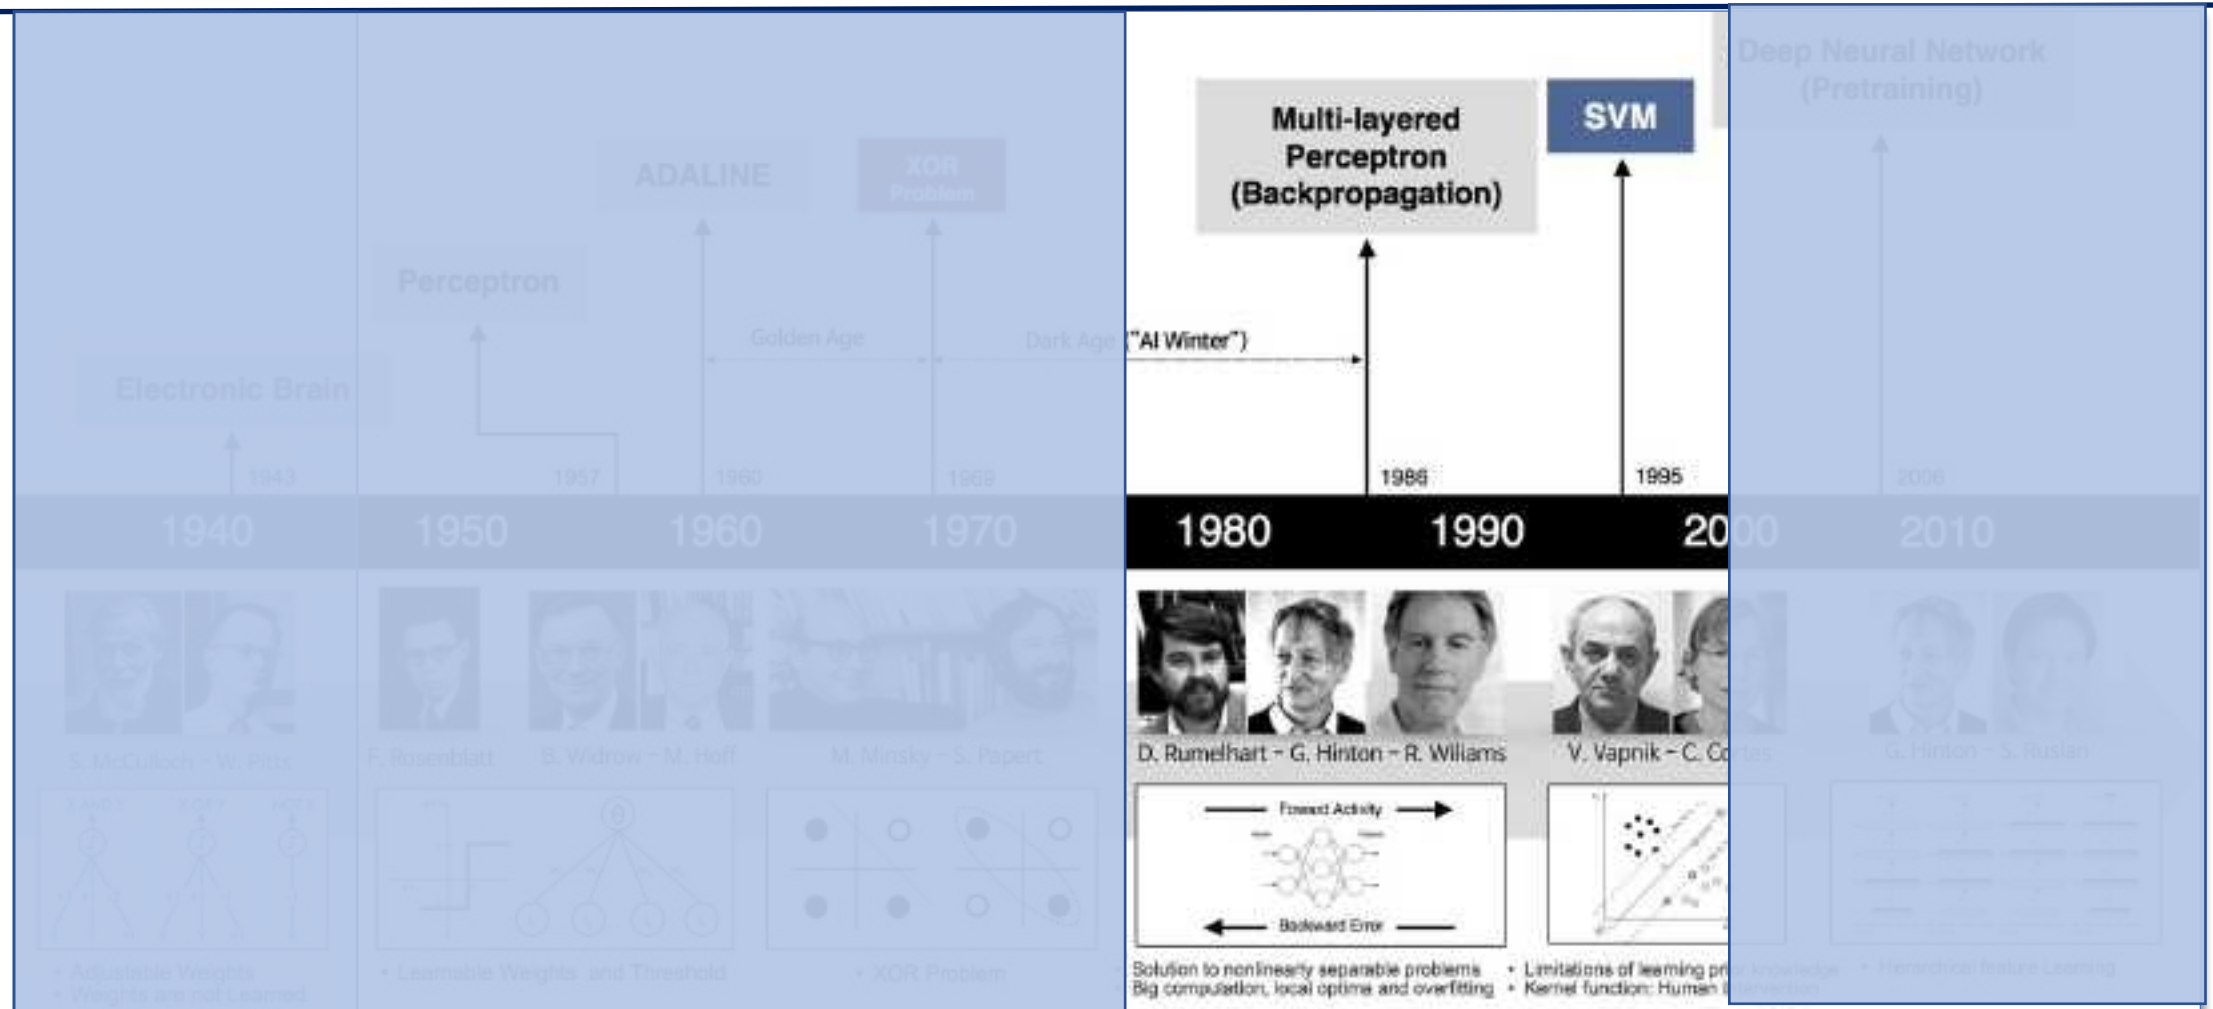 Deep Neural Network
(Pretraining)
Multi-layered
Perceptron
(Backpropagation)
SVM
ADALINE
XOR
Problem
Perceptron
Golden Age
Dark Age ("AI Winter")
Electronic Brain
1943
1957
1960
1969
1986
1995
2006
1940
1950
1960
1970
1980
1990
2000
2010
S. McCulloch - W. Pitts
F. Rosenblatt
B. Widrow - M. Hoff
M. Minsky - S. Papert
D. Rumelhart - G. Hinton - R. Wiliams
V. Vapnik - C. Cortes
G. Hinton - S. Ruslan
Foward Activity
Backward Error
• Adjustable Weights
• Weights are not Learned
• Learnable Weights and Threshold
• XOR Problem
• Solution to nonlinearly separable problems
• Big computation, local optima and overfitting
• Limitations of learning prior knowledge
• Kernel function: Human Intervention
• Hierarchical feature Learning